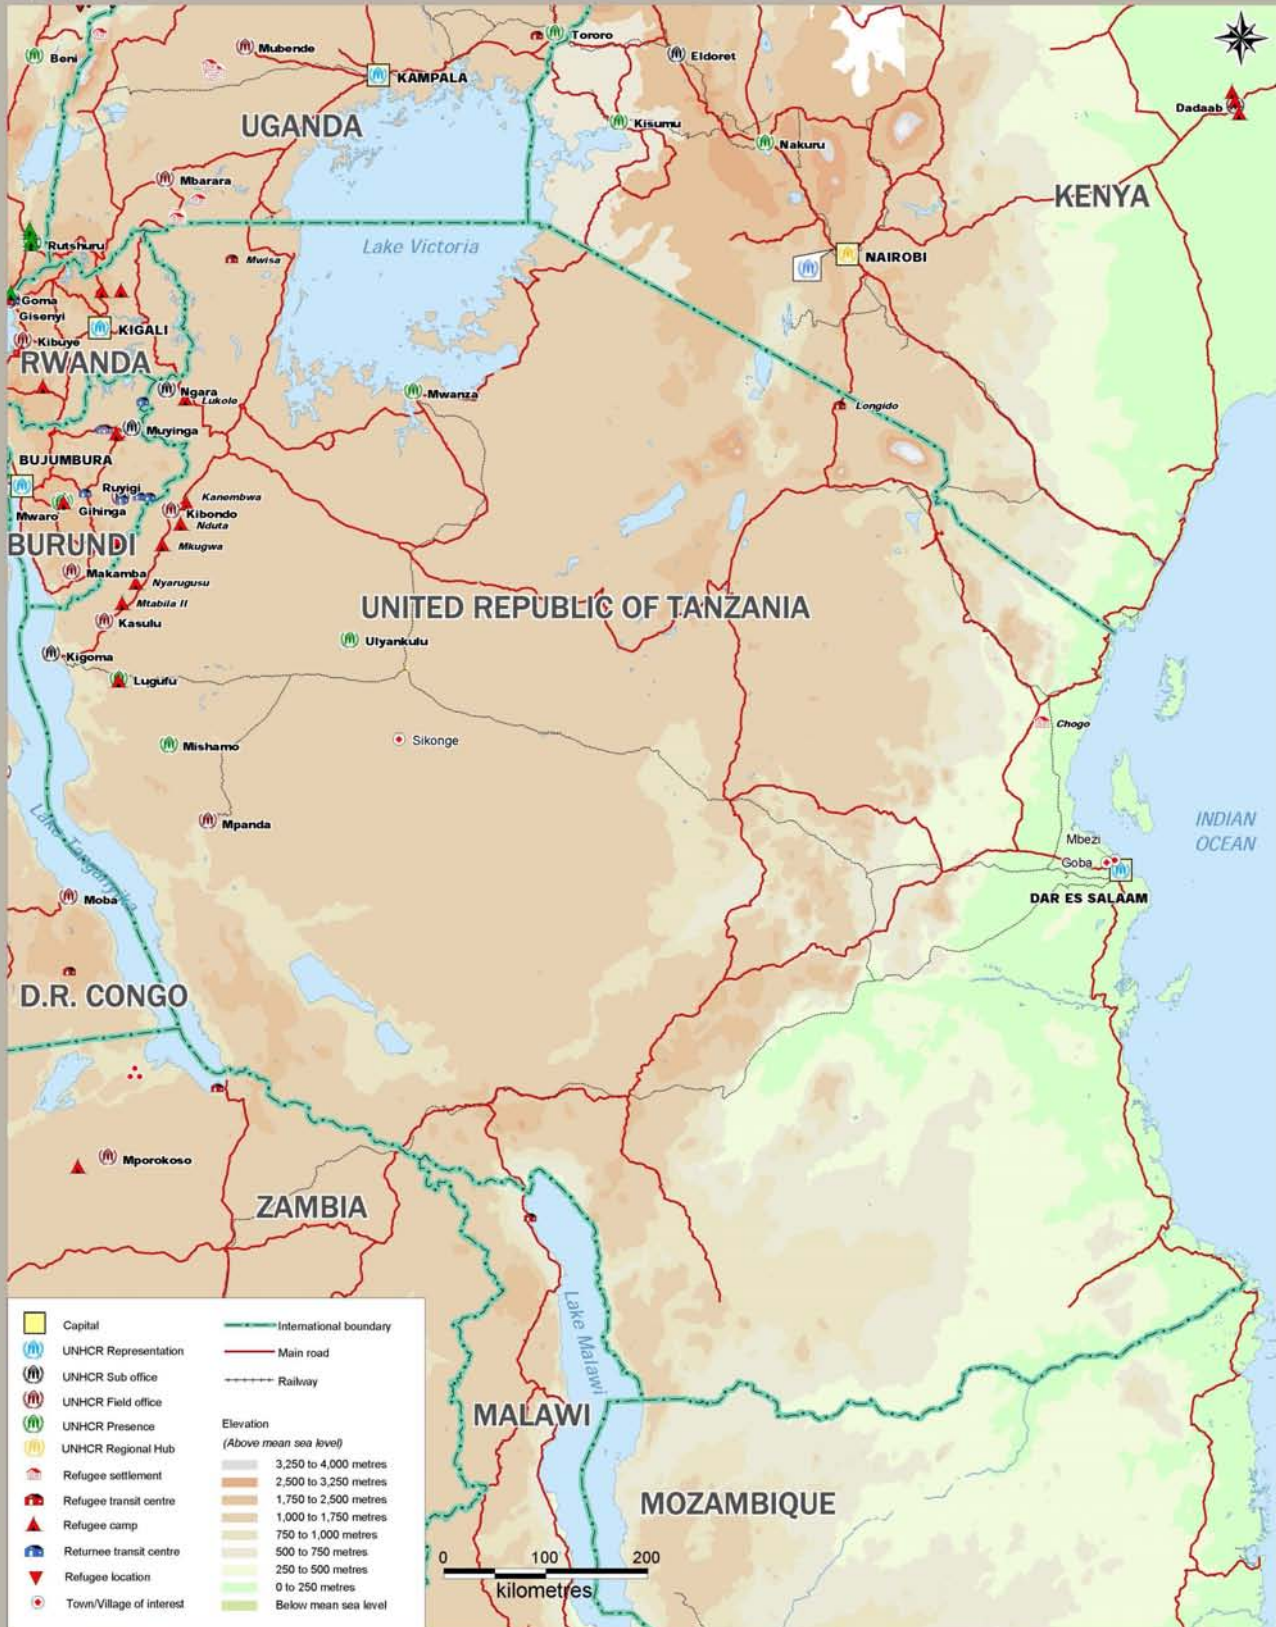 Beni
Mubende
KAMPALA
Tororo
Eldoret
Dadaab
UGANDA
Kisumu
Nakuru
Mbarara
KENYA
Rutshuru
Lake Victoria
Mwisa
NAIROBI
Goma
Gisenyi
KIGALI
Kibuye
RWANDA
Ngara
Lukole
Mwanza
Longido
Muyinga
BUJUMBURA
Ruyigi
Kanembwa
Mwaro
Gihinga
Kibondo
Nduta
BURUNDI
Mkugwa
Makamba
Nyarugusu
Mtabila II
UNITED REPUBLIC OF TANZANIA
Kasulu
Ulyankulu
Kigoma
Lugufu
Chogo
Mishamo
Sikonge
Mpanda
INDIAN
OCEAN
Lake Tanganyika
Mbezi
Goba
Moba
DAR ES SALAAM
D.R. CONGO
Mporokoso
ZAMBIA
Lake Malawi
MALAWI
MOZAMBIQUE
Capital
UNHCR Representation
UNHCR Sub office
UNHCR Field office
UNHCR Presence
UNHCR Regional Hub
Refugee settlement
Refugee transit centre
Refugee camp
Returnee transit centre
Refugee location
Town/Village of interest
International boundary
Main road
Railway
Elevation
(Above mean sea level)
3,250 to 4,000 metres
2,500 to 3,250 metres
1,750 to 2,500 metres
1,000 to 1,750 metres
750 to 1,000 metres
500 to 750 metres
250 to 500 metres
0 to 250 metres
Below mean sea level
0 100 200
kilometres